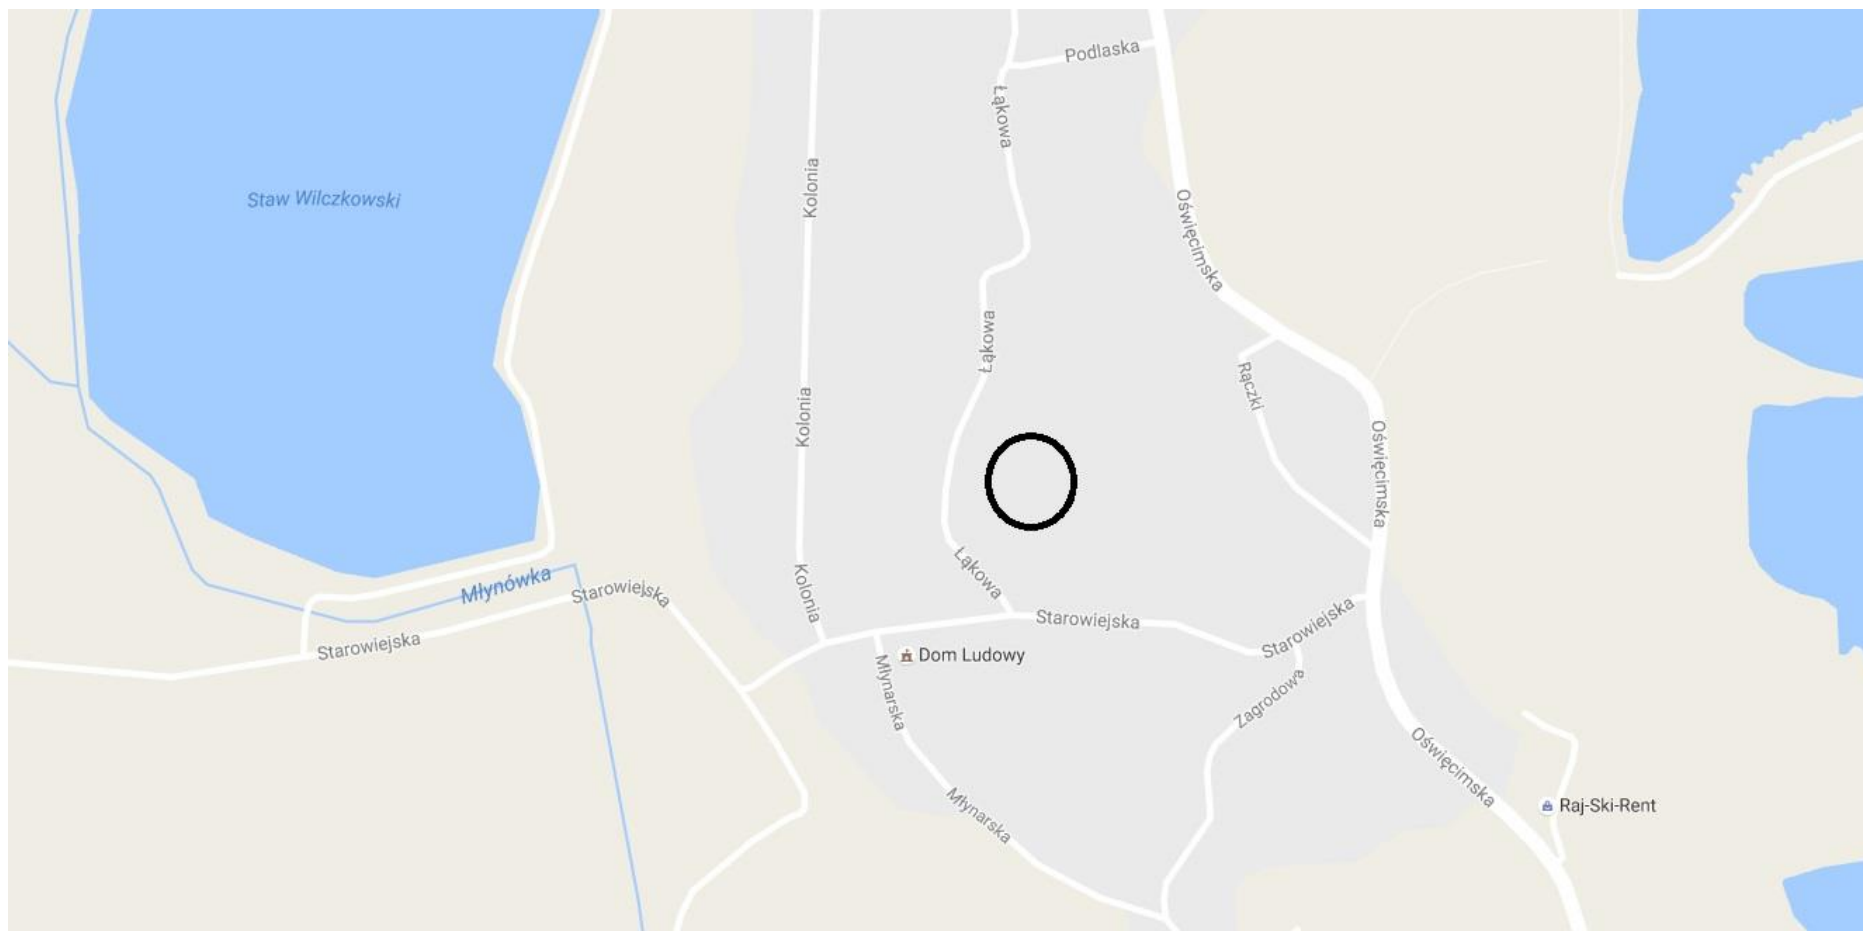 Podlaska
Łąkowa
Kolonia
Staw Wilczkowski
Oświęcimska
Łąkowa
Rączki
Kolonia
Oświęcimska
Łąkowa
Kolonia
Młynówka
Starowiejska
Starowiejska
Starowiejska
Starowiejska
Dom Ludowy
Młynarska
Zagrodowa
Oświęcimska
Młynarska
Raj-Ski-Rent